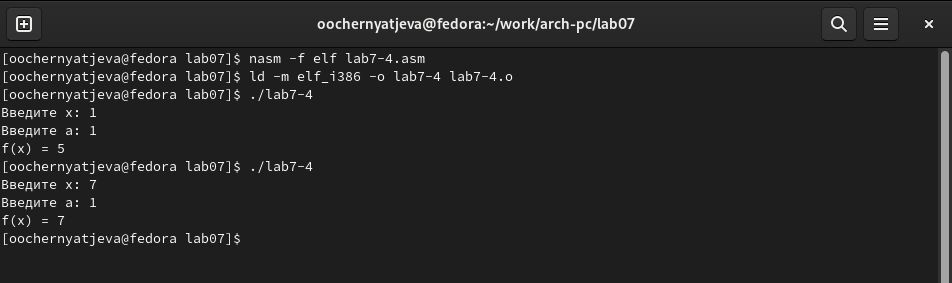 oochernyatjeva@fedora:~/work/arch-pc/lab07
[oochernyatjeva@fedora lab07]$ nasm -f elf lab7-4.asm
[oochernyatjeva@fedora lab07]$ ld -m elf_i386 -o lab7-4 lab7-4.o
[oochernyatjeva@fedora lab07]$ ./lab7-4
Введите x: 1
Введите a: 1
f(x) = 5
[oochernyatjeva@fedora lab07]$ ./lab7-4
Введите x: 7
Введите a: 1
f(x) = 7
[oochernyatjeva@fedora lab07]$